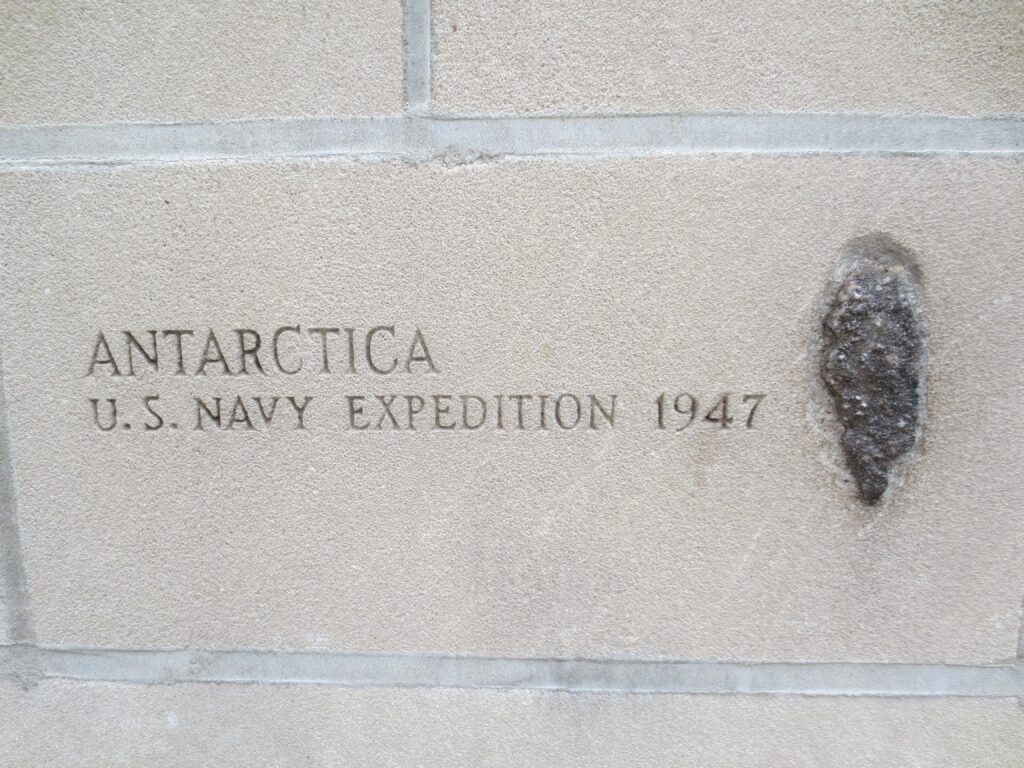 ANTARCTICA
U.S. NAVY EXPEDITION 1947